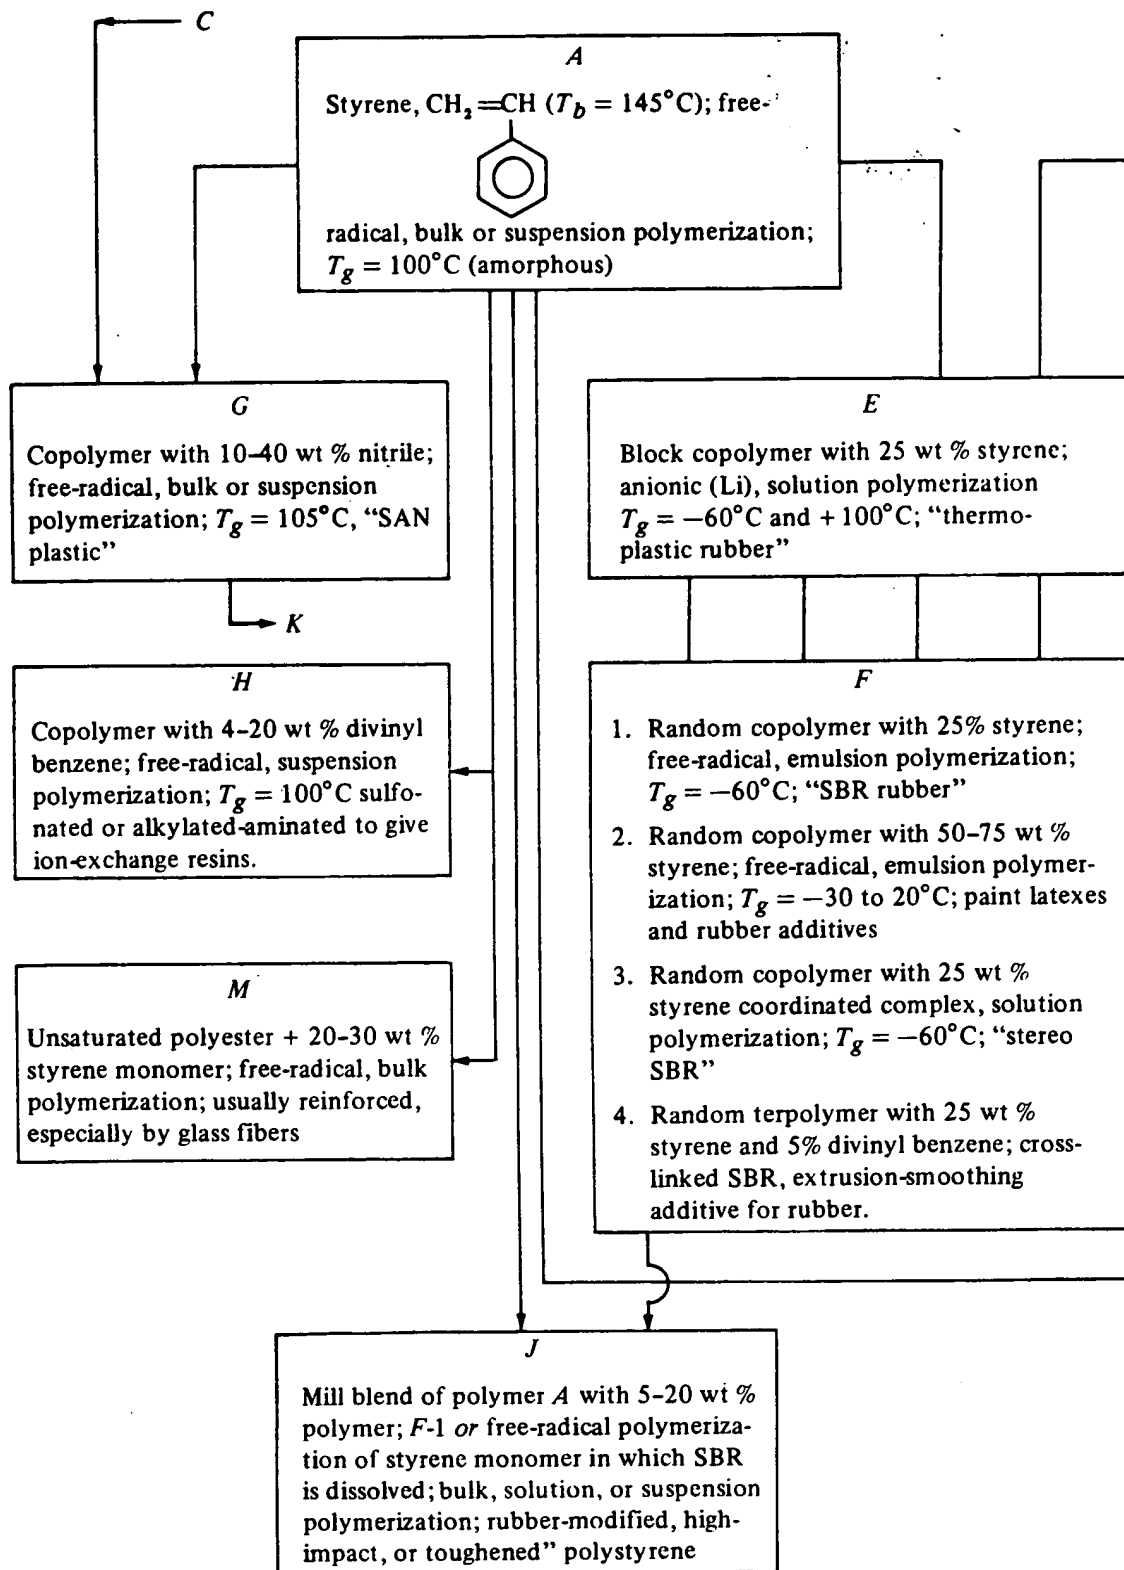 C
A
Styrene, CH₂=CH (T_b = 145°C); free-
radical, bulk or suspension polymerization;
T_g = 100°C (amorphous)
G
Copolymer with 10–40 wt % nitrile;
free-radical, bulk or suspension
polymerization; T_g = 105°C, “SAN
plastic”
K
E
Block copolymer with 25 wt % styrene;
anionic (Li), solution polymerization
T_g = −60°C and + 100°C; “thermo-
plastic rubber”
H
Copolymer with 4–20 wt % divinyl
benzene; free-radical, suspension
polymerization; T_g = 100°C sulfo-
nated or alkylated-aminated to give
ion-exchange resins.
F
1. Random copolymer with 25% styrene;
free-radical, emulsion polymerization;
T_g = −60°C; “SBR rubber”
2. Random copolymer with 50–75 wt %
styrene; free-radical, emulsion polymer-
ization; T_g = −30 to 20°C; paint latexes
and rubber additives
3. Random copolymer with 25 wt %
styrene coordinated complex, solution
polymerization; T_g = −60°C; “stereo
SBR”
4. Random terpolymer with 25 wt %
styrene and 5% divinyl benzene; cross-
linked SBR, extrusion-smoothing
additive for rubber.
M
Unsaturated polyester + 20–30 wt %
styrene monomer; free-radical, bulk
polymerization; usually reinforced,
especially by glass fibers
J
Mill blend of polymer A with 5–20 wt %
polymer; F-1 or free-radical polymeriza-
tion of styrene monomer in which SBR
is dissolved; bulk, solution, or suspension
polymerization; rubber-modified, high-
impact, or toughened” polystyrene